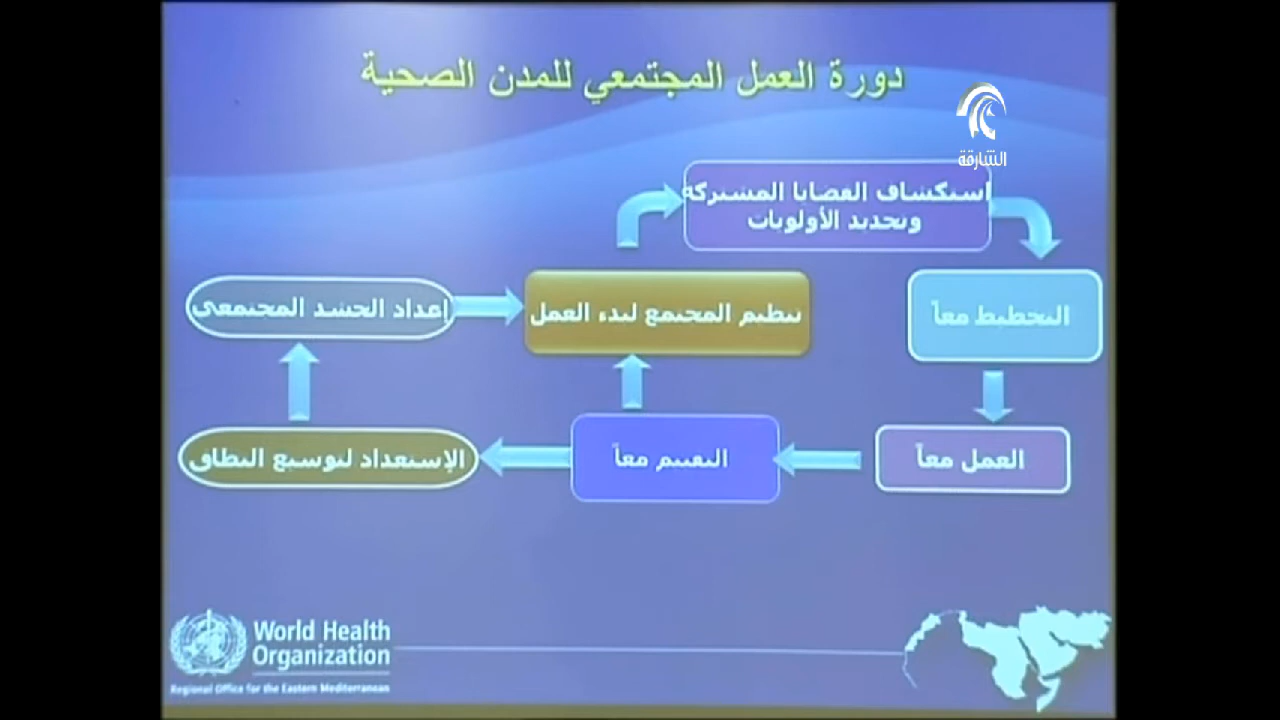 دورة العمل المجتمعي للمدن الصحية
الشارقة
استكشاف القضايا المشتركة
وتحديد الأولويات
إعداد الحشد المجتمعي
تنظيم المجتمع لبدء العمل
التخطيط معاً
الإستعداد لتوسيع النطاق
التقييم معاً
العمل معاً
World Health
Organization
Regional Office for the Eastern Mediterranean